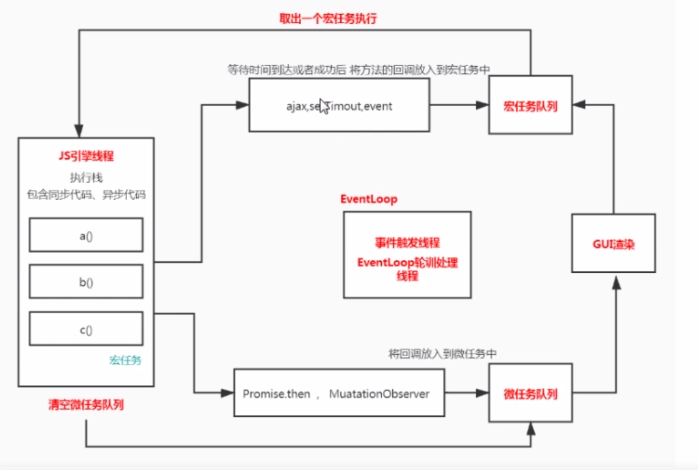 取出一个宏任务执行
等待时间到达或者成功后 将方法的回调放入到宏任务中
ajax,setTimout,event
宏任务队列
JS引擎线程
执行栈
包含同步代码、异步代码
a()
b()
c()
宏任务
清空微任务队列
EventLoop
事件触发线程
EventLoop轮训处理
线程
GUI渲染
将回调放入到微任务中
Promise.then ， MuatationObserver
微任务队列